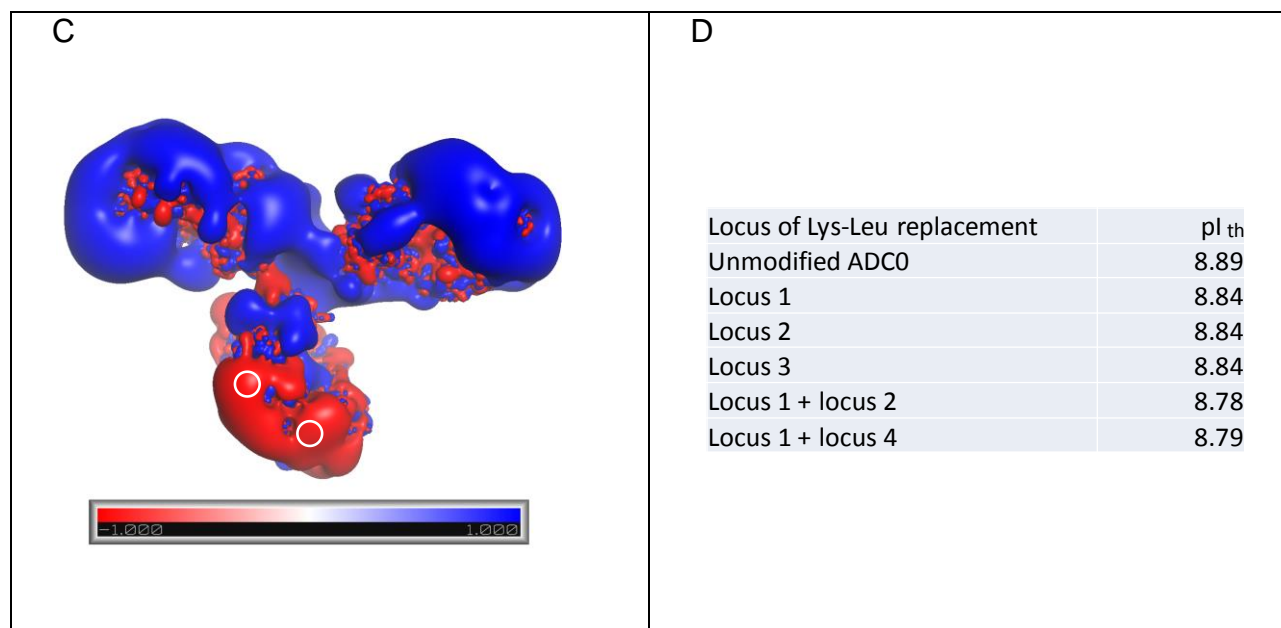 C
D
-1.000 1.000
Locus of Lys-Leu replacement pI th
Unmodified ADC0 8.89
Locus 1 8.84
Locus 2 8.84
Locus 3 8.84
Locus 1 + locus 2 8.78
Locus 1 + locus 4 8.79